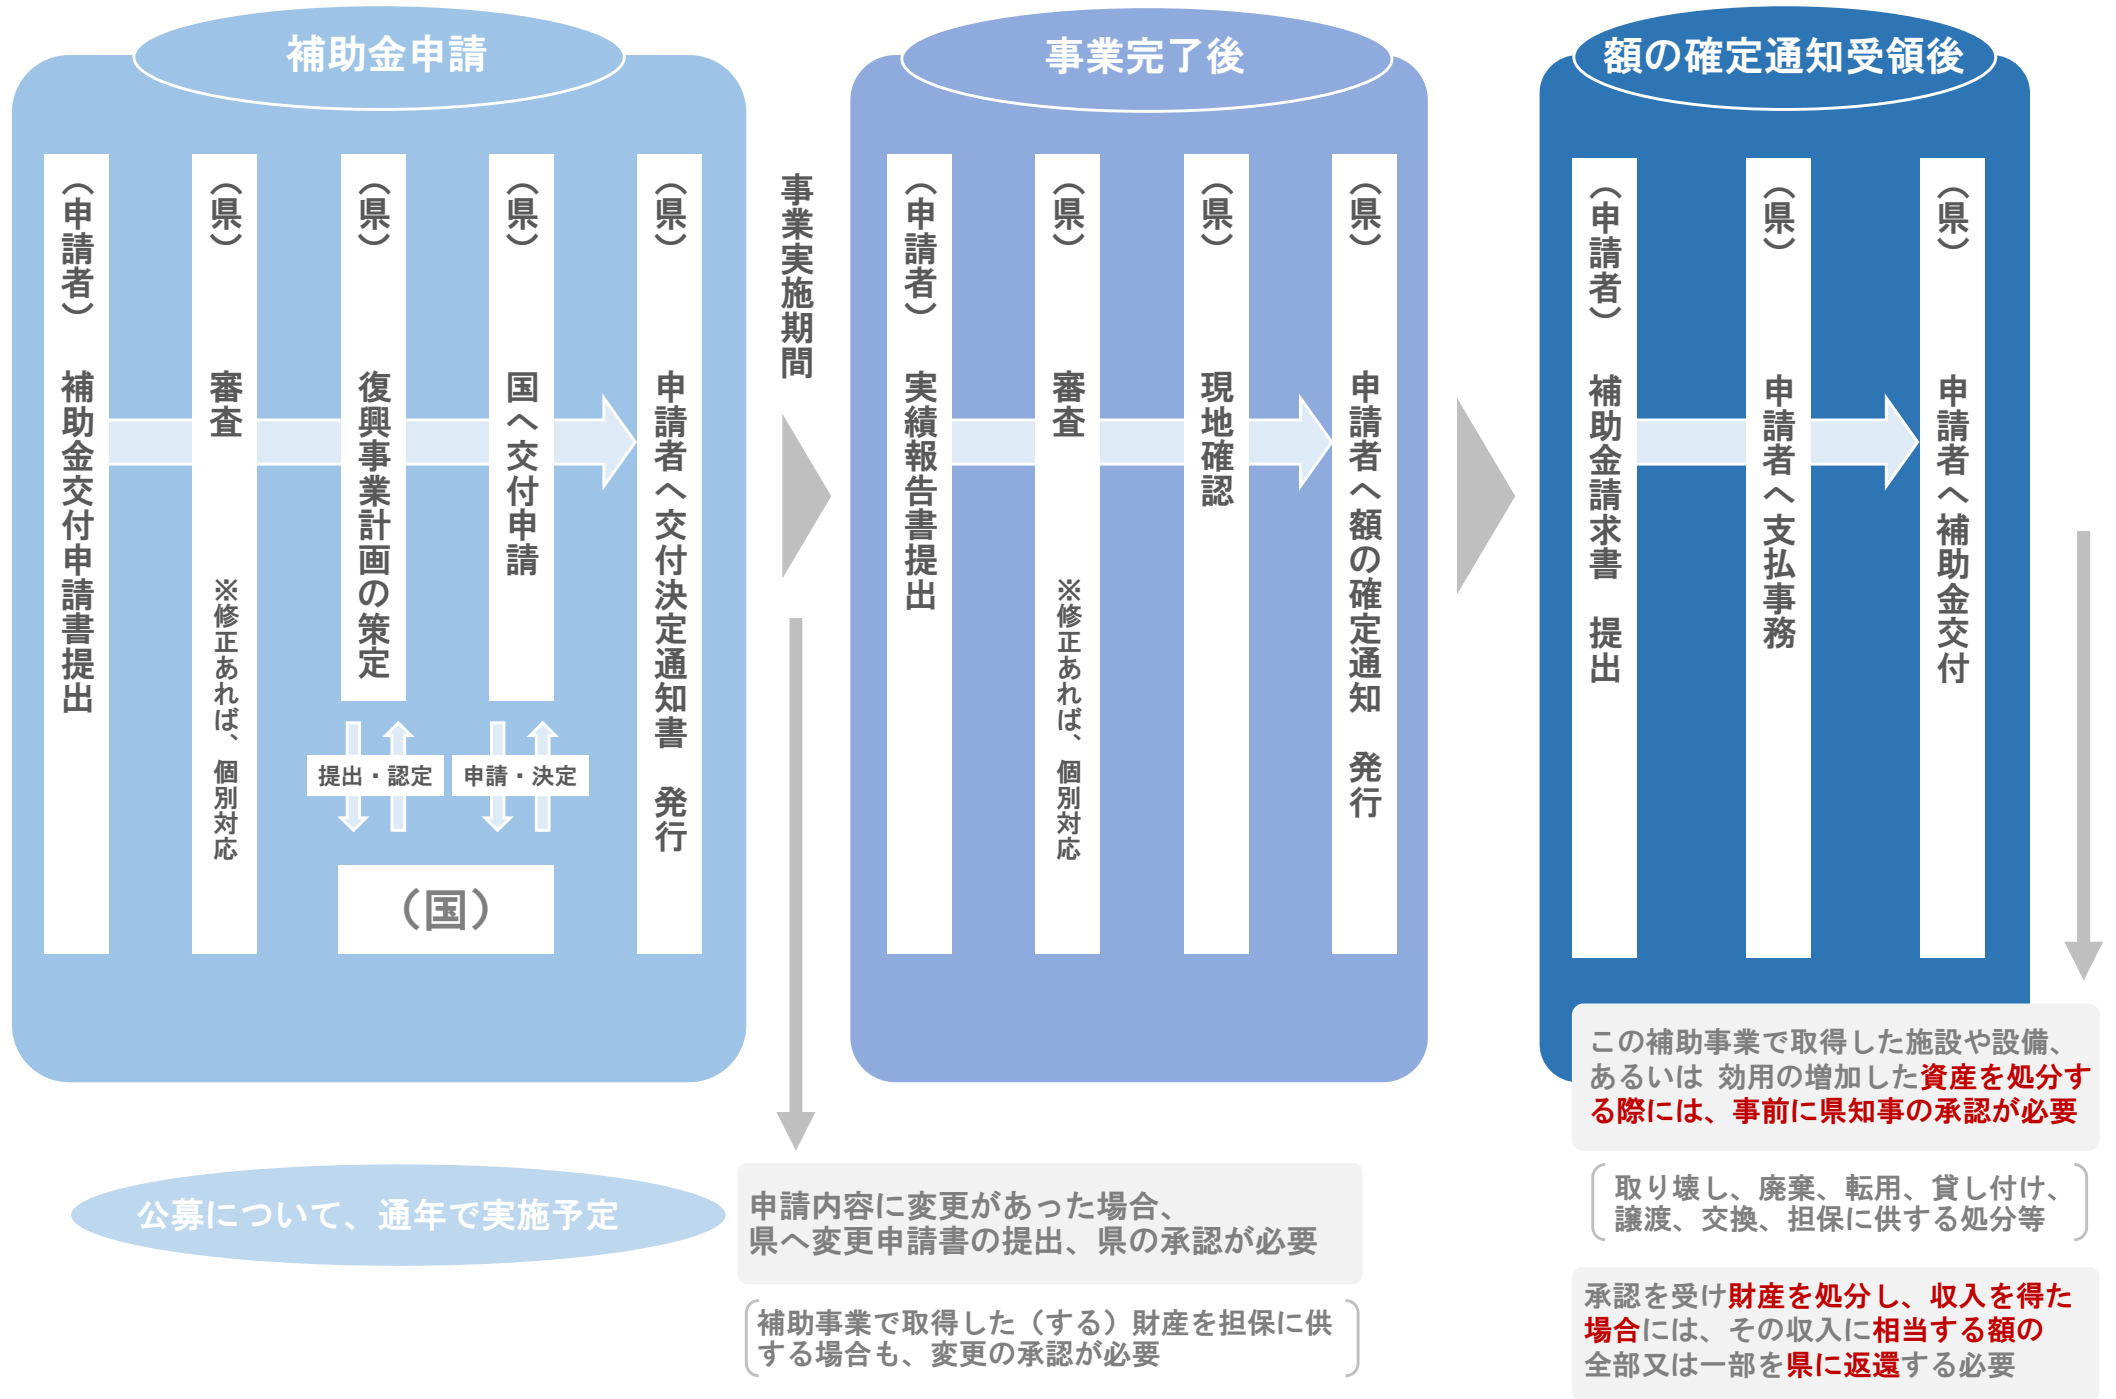 補助金申請
（申請者）　補助金交付申請書提出
（県）　審査　※修正あれば、個別対応
（県）　復興事業計画の策定
（県）　国へ交付申請
提出・認定
申請・決定
（国）
（県）　申請者へ交付決定通知書　発行
事業実施期間
事業完了後
（申請者）　実績報告書提出
（県）　審査　※修正あれば、個別対応
（県）　現地確認
（県）　申請者へ額の確定通知　発行
額の確定通知受領後
（申請者）　補助金請求書　提出
（県）　申請者へ支払事務
（県）　申請者へ補助金交付
公募について、通年で実施予定
申請内容に変更があった場合、
県へ変更申請書の提出、県の承認が必要
補助事業で取得した（する）財産を担保に供
する場合も、変更の承認が必要
この補助事業で取得した施設や設備、
あるいは 効用の増加した資産を処分す
る際には、事前に県知事の承認が必要
取り壊し、廃棄、転用、貸し付け、
譲渡、交換、担保に供する処分等
承認を受け財産を処分し、収入を得た
場合には、その収入に相当する額の
全部又は一部を県に返還する必要